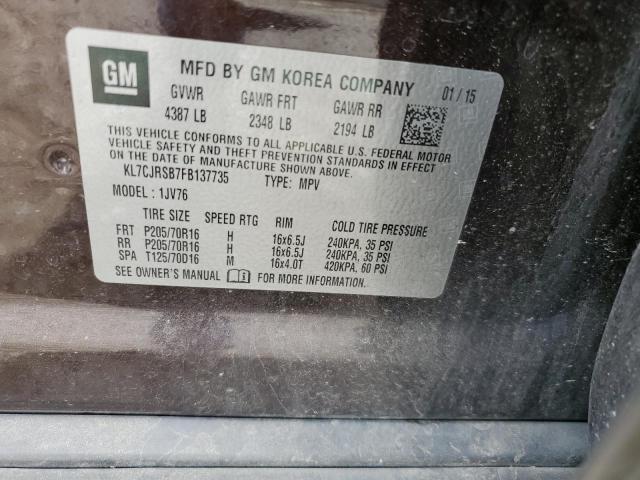 GM
MFD BY GM KOREA COMPANY 01 / 15
GVWR GAWR FRT GAWR RR
4387 LB 2348 LB 2194 LB
THIS VEHICLE CONFORMS TO ALL APPLICABLE U.S. FEDERAL MOTOR
VEHICLE SAFETY AND THEFT PREVENTION STANDARDS IN EFFECT ON
THE DATE OF MANUFACTURE SHOWN ABOVE.
KL7CJRSB7FB137735 TYPE: MPV
MODEL : 1JV76
TIRE SIZE SPEED RTG RIM COLD TIRE PRESSURE
FRT P205/70R16 H 16x6.5J 240KPA, 35 PSI
RR P205/70R16 H 16x6.5J 240KPA, 35 PSI
SPA T125/70D16 M 16x4.0T 420KPA, 60 PSI
SEE OWNER'S MANUAL FOR MORE INFORMATION.